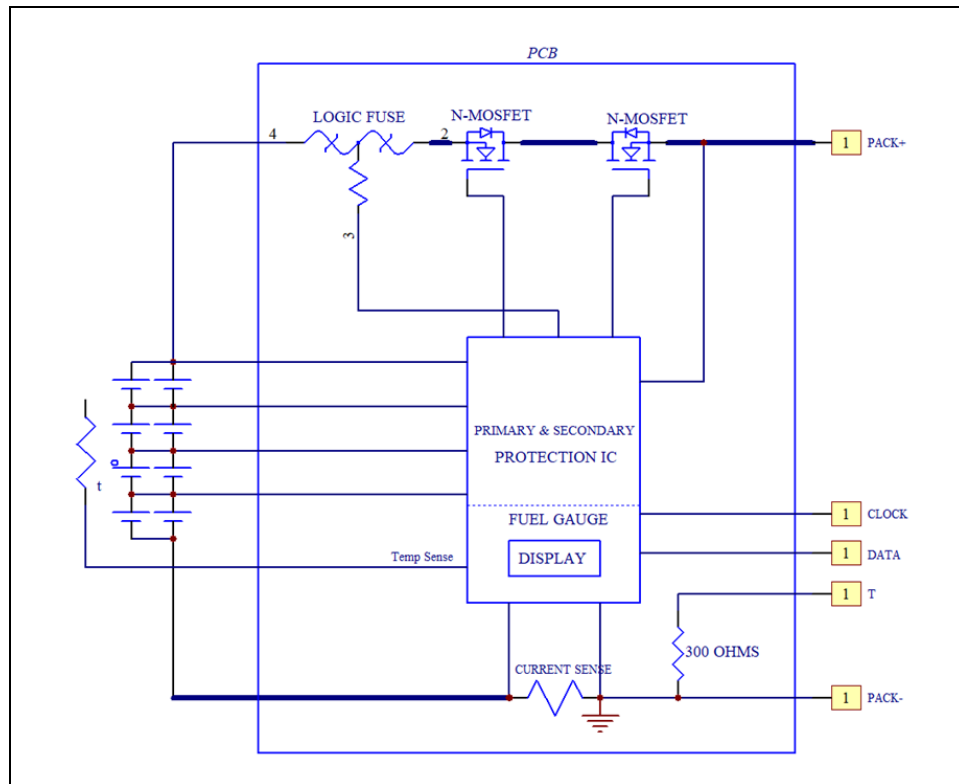 PCB
LOGIC FUSE
N-MOSFET
N-MOSFET
4
2
1
PACK+
3
PRIMARY & SECONDARY
PROTECTION IC
t
o
FUEL GAUGE
1
CLOCK
Temp Sense
DISPLAY
1
DATA
1
T
300 OHMS
CURRENT SENSE
1
PACK-